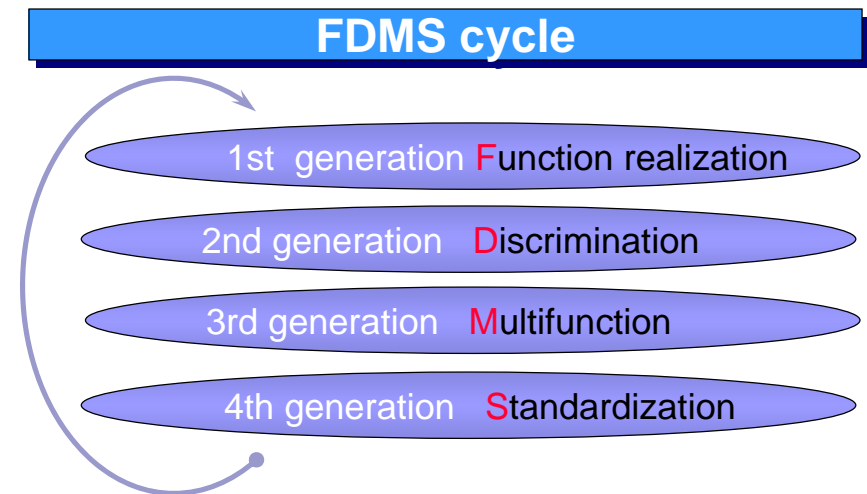 FDMS cycle
1st generation Function realization
2nd generation Discrimination
3rd generation Multifunction
4th generation Standardization